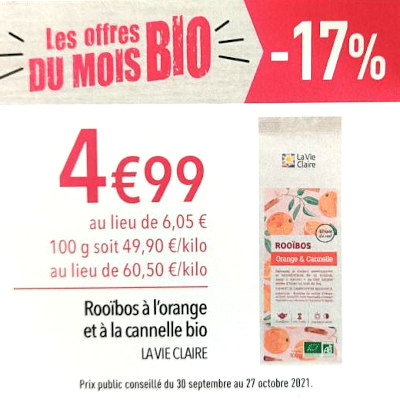 Les offres
DU MOIS BIO
-17%
4€99
au lieu de 6,05 €
100 g soit 49,90 €/kilo
au lieu de 60,50 €/kilo
Rooïbos à l'orange
et à la cannelle bio
LA VIE CLAIRE
La Vie
Claire
ROOÏBOS
Orange & Cannelle
BIO
Prix public conseillé du 30 septembre au 27 octobre 2021.